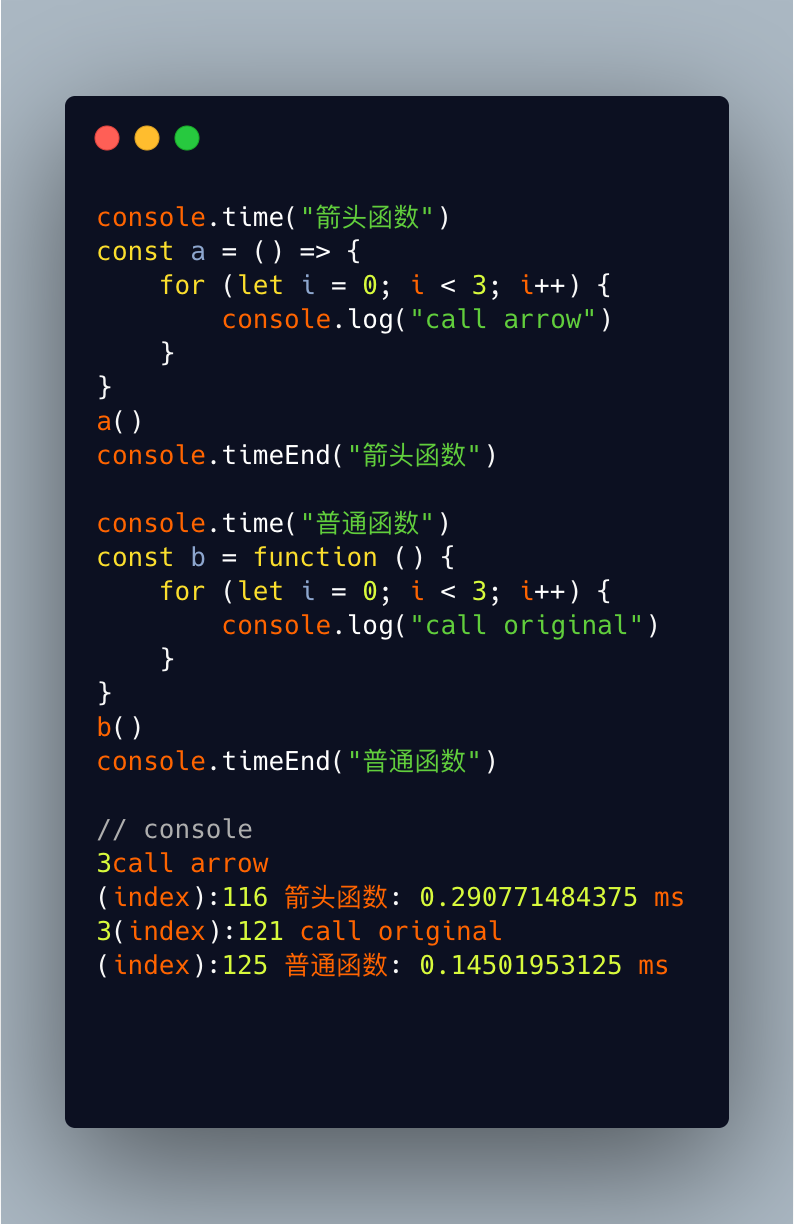 console.time("箭头函数")
const a = () => {
    for (let i = 0; i < 3; i++) {
        console.log("call arrow")
    }
}
a()
console.timeEnd("箭头函数")

console.time("普通函数")
const b = function () {
    for (let i = 0; i < 3; i++) {
        console.log("call original")
    }
}
b()
console.timeEnd("普通函数")

// console
3call arrow
(index):116 箭头函数: 0.290771484375 ms
3(index):121 call original
(index):125 普通函数: 0.14501953125 ms